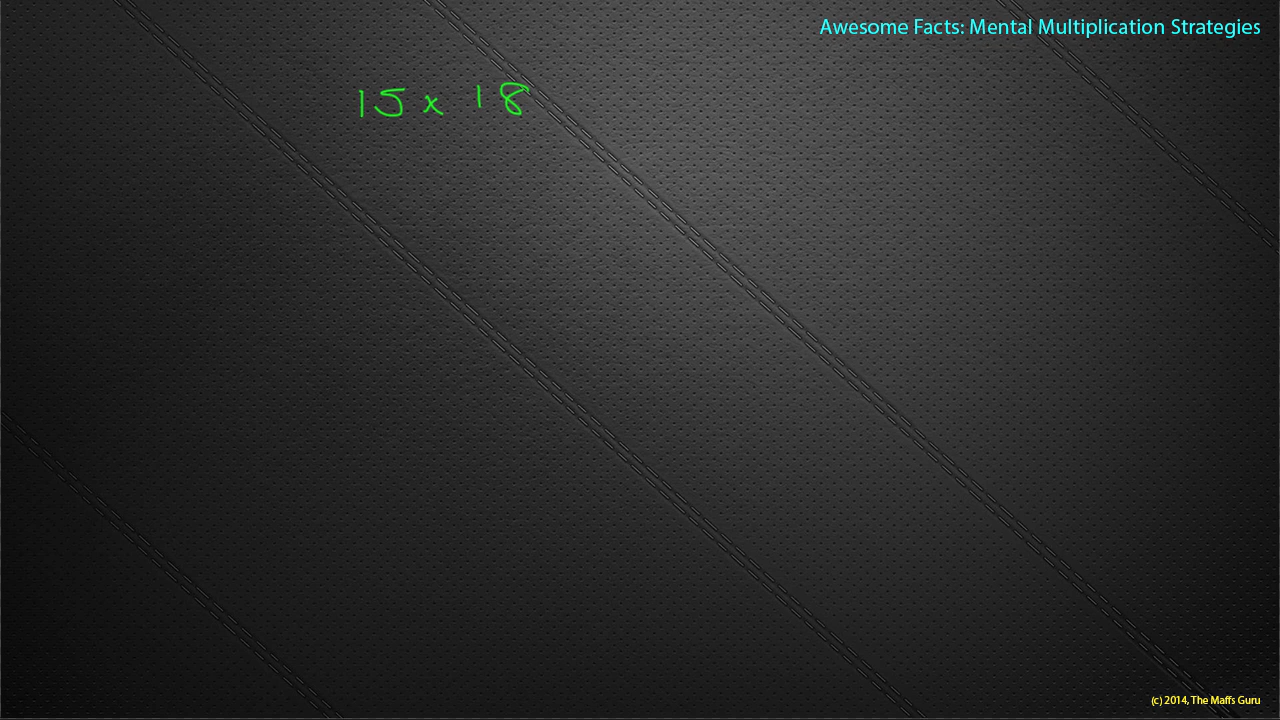 Awesome Facts: Mental Multiplication Strategies
15 x 18
(c) 2014, The Maffs Guru